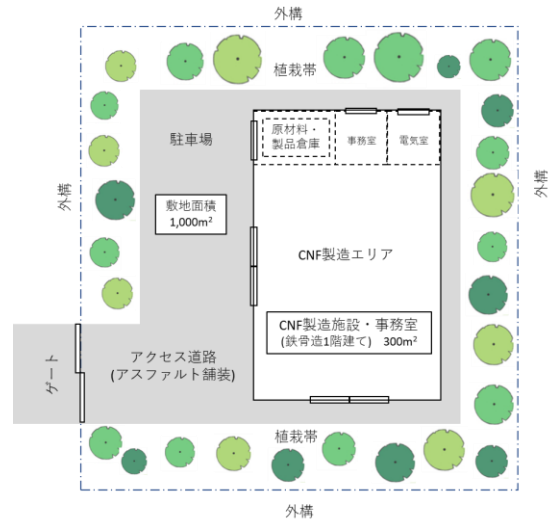 外構
植栽帯
駐車場
原材料・
製品倉庫
事務室
電気室
外構
外構
敷地面積
1,000m²
CNF製造エリア
CNF製造施設・事務室
(鉄骨造1階建て) 300m²
ゲート
アクセス道路
(アスファルト舗装)
植栽帯
外構